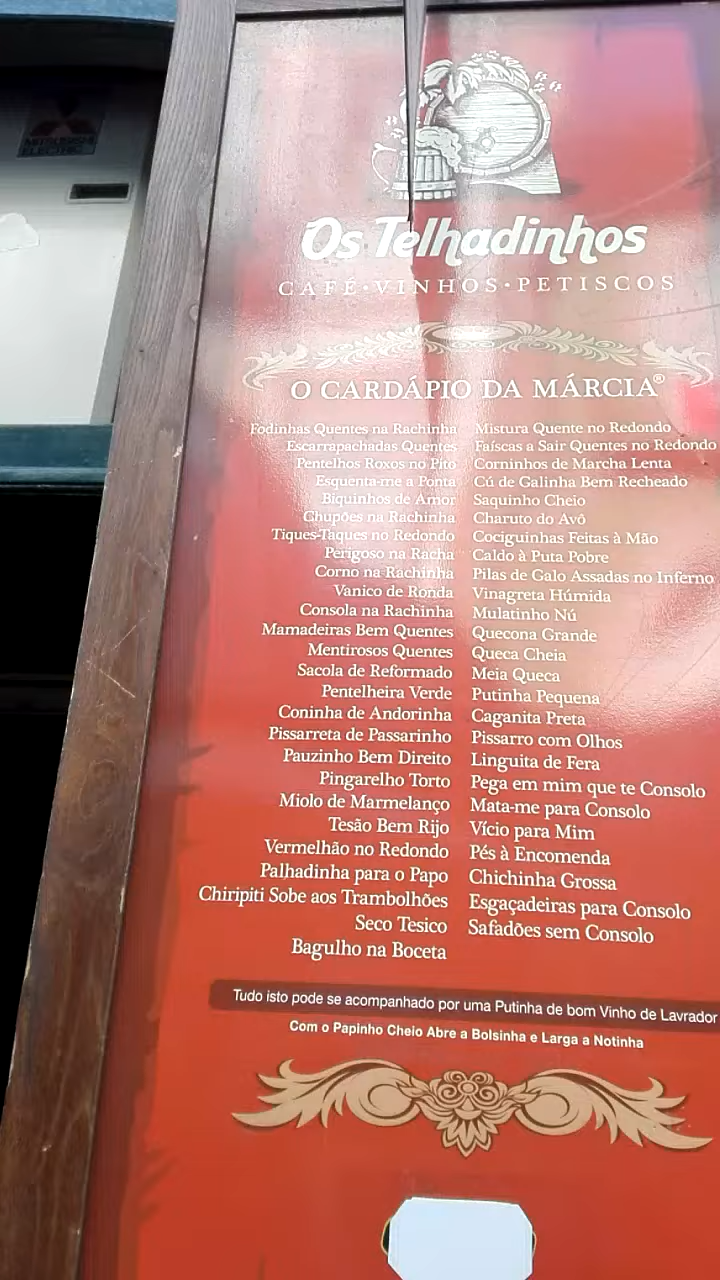 MITSUBISHI
ELECTRIC
Os Telhadinhos
CAFÉ·VINHOS·PETISCOS
O CARDÁPIO DA MÁRCIA®
Fodinhas Quentes na Rachinha
Escarrapachadas Quentes
Pentelhos Roxos no Pito
Esquenta-me a Ponta
Biquinhos de Amor
Chupões na Rachinha
Tiques-Taques no Redondo
Perigoso na Racha
Corno na Rachinha
Vanico de Ronda
Consola na Rachinha
Mamadeiras Bem Quentes
Mentirosos Quentes
Sacola de Reformado
Pentelheira Verde
Coninha de Andorinha
Pissarreta de Passarinho
Pauzinho Bem Direito
Pingarelho Torto
Miolo de Marmelanço
Tesão Bem Rijo
Vermelhão no Redondo
Palhadinha para o Papo
Chiripiti Sobe aos Trambolhões
Seco Tesico
Bagulho na Boceta
Mistura Quente no Redondo
Faíscas a Sair Quentes no Redondo
Corninhos de Marcha Lenta
Cú de Galinha Bem Recheado
Saquinho Cheio
Charuto do Avô
Cociguinhas Feitas à Mão
Caldo à Puta Pobre
Pilas de Galo Assadas no Inferno
Vinagreta Húmida
Mulatinho Nú
Quecona Grande
Queca Cheia
Meia Queca
Putinha Pequena
Caganita Preta
Pissarro com Olhos
Linguita de Fera
Pega em mim que te Consolo
Mata-me para Consolo
Vício para Mim
Pés à Encomenda
Chichinha Grossa
Esgaçadeiras para Consolo
Safadões sem Consolo
Tudo isto pode se acompanhado por uma Putinha de bom Vinho de Lavrador
Com o Papinho Cheio Abre a Bolsinha e Larga a Notinha